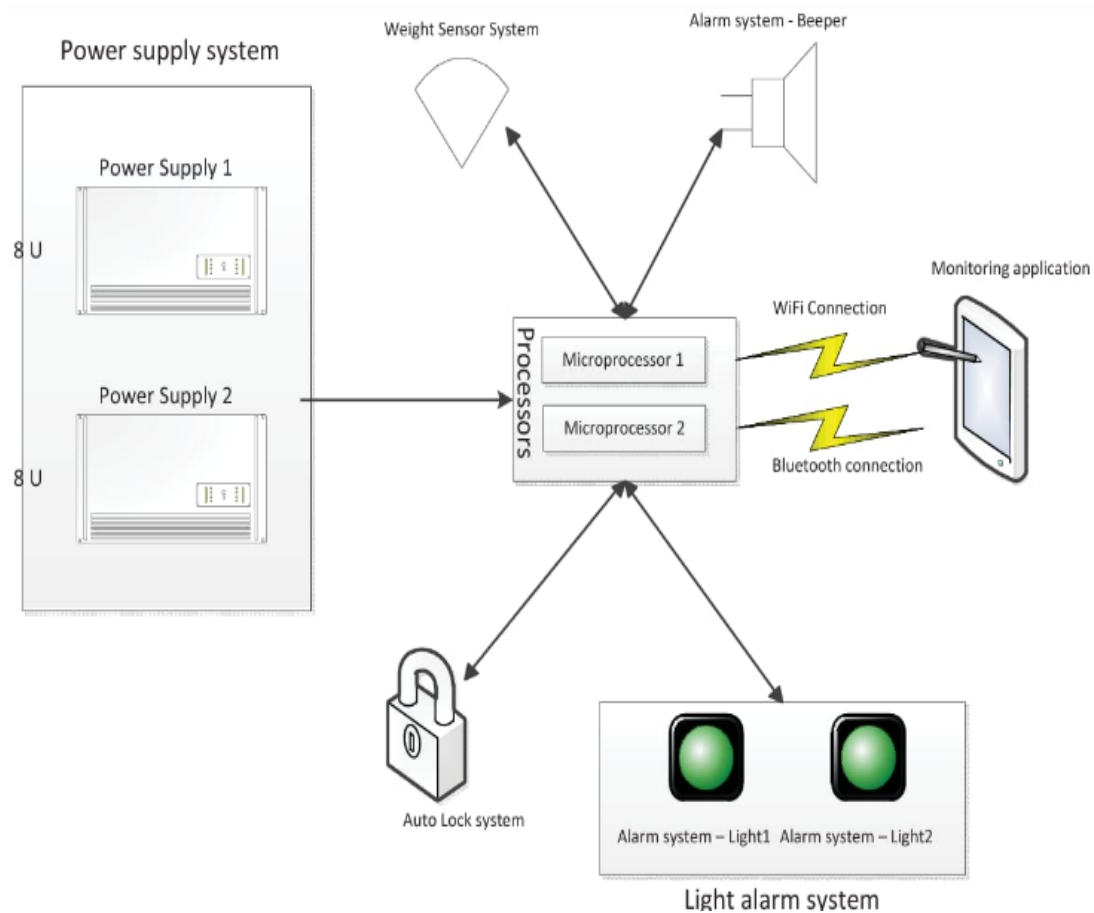 Weight Sensor System
Alarm system - Beeper
Power supply system
Power Supply 1
8 U
Power Supply 2
8 U
Processors
Microprocessor 1
Microprocessor 2
WiFi Connection
Bluetooth connection
Monitoring application
Auto Lock system
Alarm system – Light1
Alarm system – Light2
Light alarm system